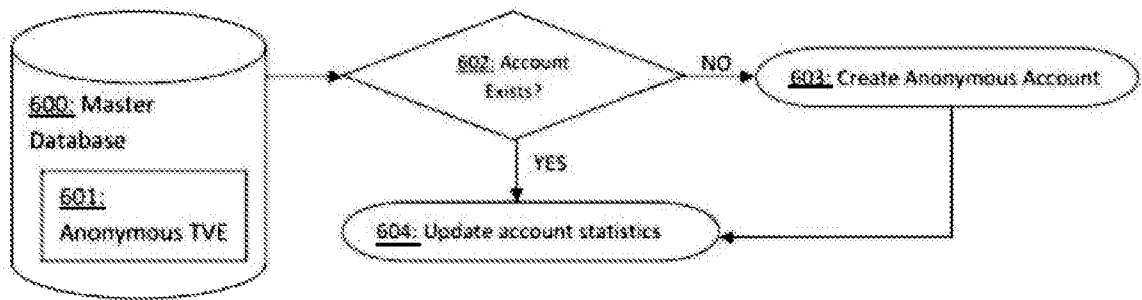 600: Master
Database
601:
Anonymous TVE
602: Account
Exists?
NO
603: Create Anonymous Account
YES
604: Update account statistics